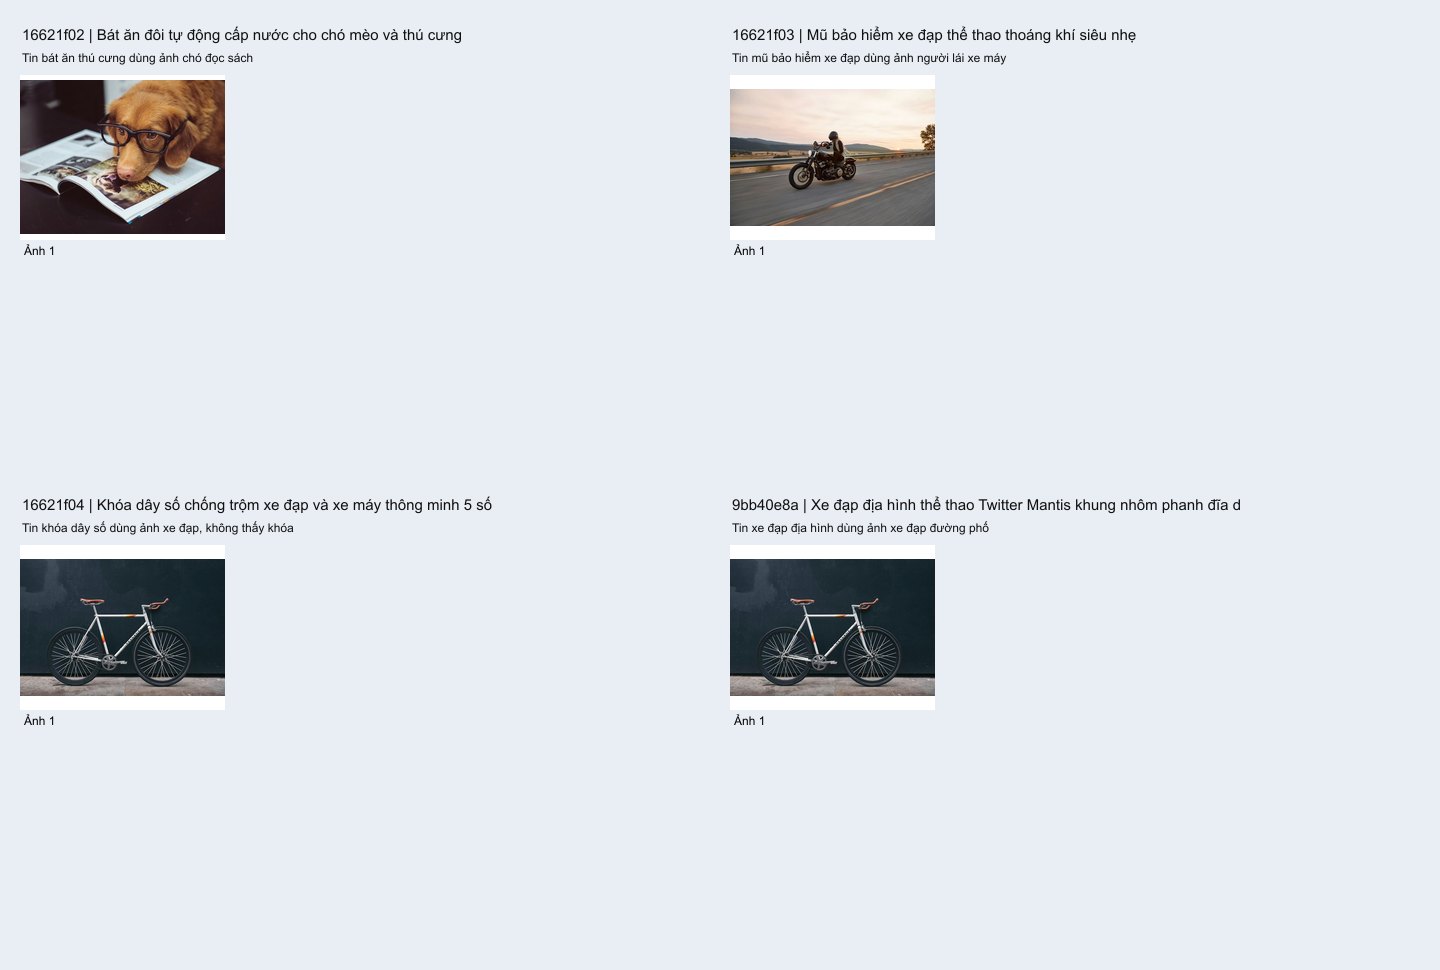 16621f02 | Bát ăn đôi tự động cấp nước cho chó mèo và thú cưng
Tin bát ăn thú cưng dùng ảnh chó đọc sách
Ảnh 1
16621f03 | Mũ bảo hiểm xe đạp thể thao thoáng khí siêu nhẹ
Tin mũ bảo hiểm xe đạp dùng ảnh người lái xe máy
Ảnh 1
16621f04 | Khóa dây số chống trộm xe đạp và xe máy thông minh 5 số
Tin khóa dây số dùng ảnh xe đạp, không thấy khóa
Ảnh 1
9bb40e8a | Xe đạp địa hình thể thao Twitter Mantis khung nhôm phanh đĩa d
Tin xe đạp địa hình dùng ảnh xe đạp đường phố
Ảnh 1